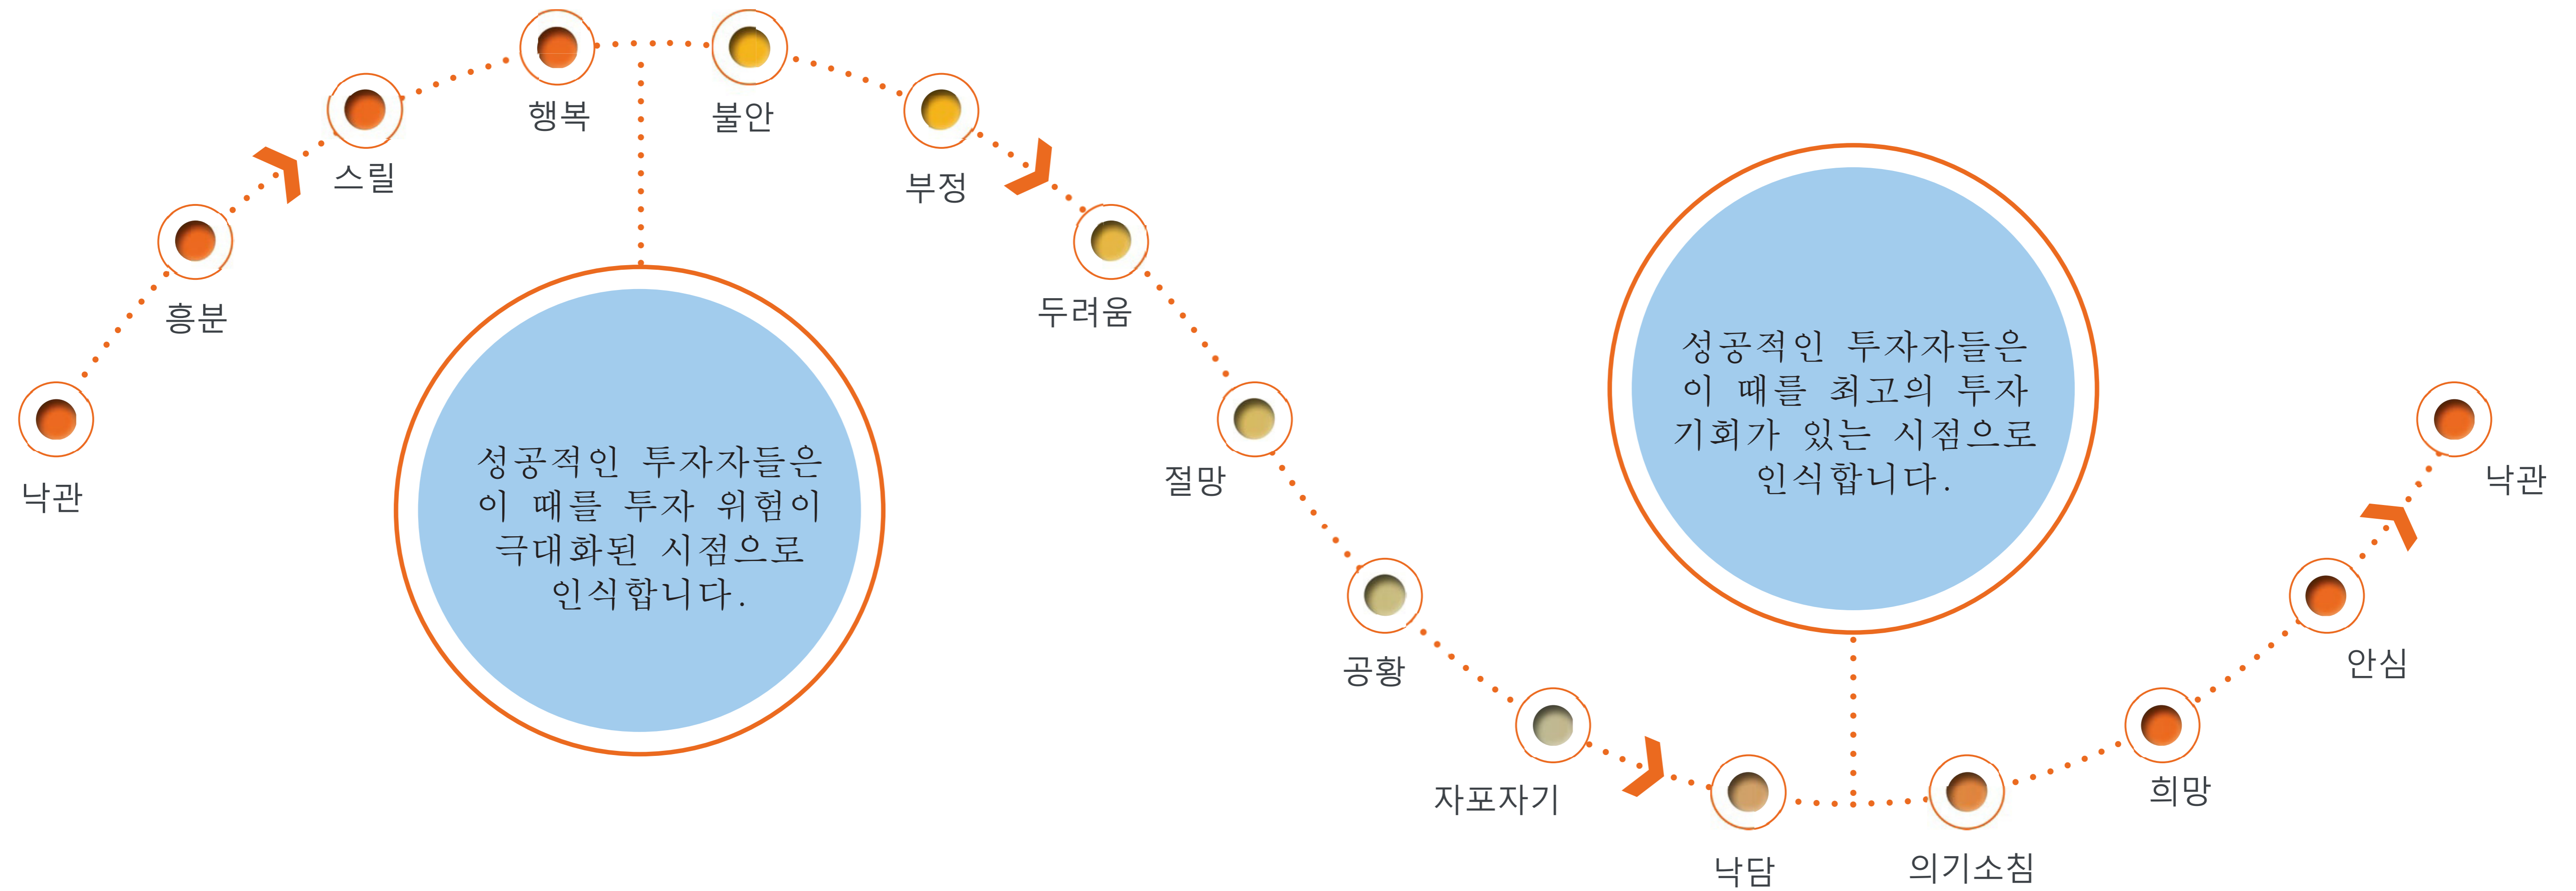 낙관
흥분
스릴
행복
불안
부정
두려움
절망
공황
자포자기
낙담
의기소침
희망
안심
낙관
성공적인 투자자들은
이 때를 투자 위험이
극대화된 시점으로
인식합니다.
성공적인 투자자들은
이 때를 최고의 투자
기회가 있는 시점으로
인식합니다.